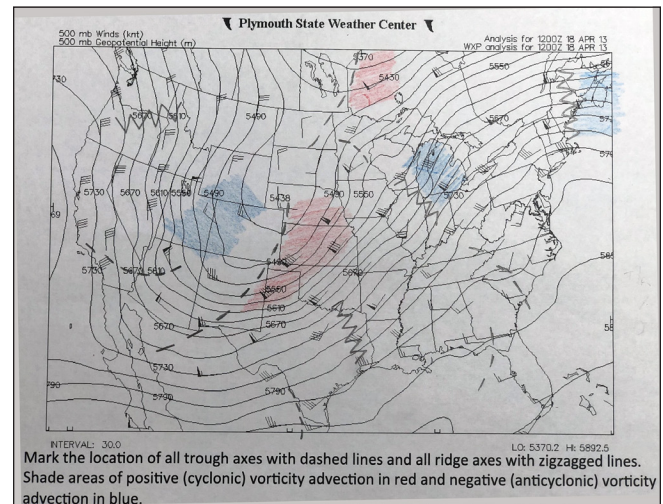 Plymouth State Weather Center
500 mb Winds (knt)
500 mb Geopotential Height (m)
Analysis for 1200Z 18 APR 13
WXP analysis for 1200Z 18 APR 13
5370
5430
5550
5490
5670
5610
5670
5730
5670
5610
5550
5490
5438
5490
5550
5730
5730
5670
5610
5490
5550
5610
5670
5670
5670
5730
5790
5790
INTERVAL: 30.0
LO: 5370.2 HI: 5892.5
Mark the location of all trough axes with dashed lines and all ridge axes with zigzagged lines.
Shade areas of positive (cyclonic) vorticity advection in red and negative (anticyclonic) vorticity
advection in blue.